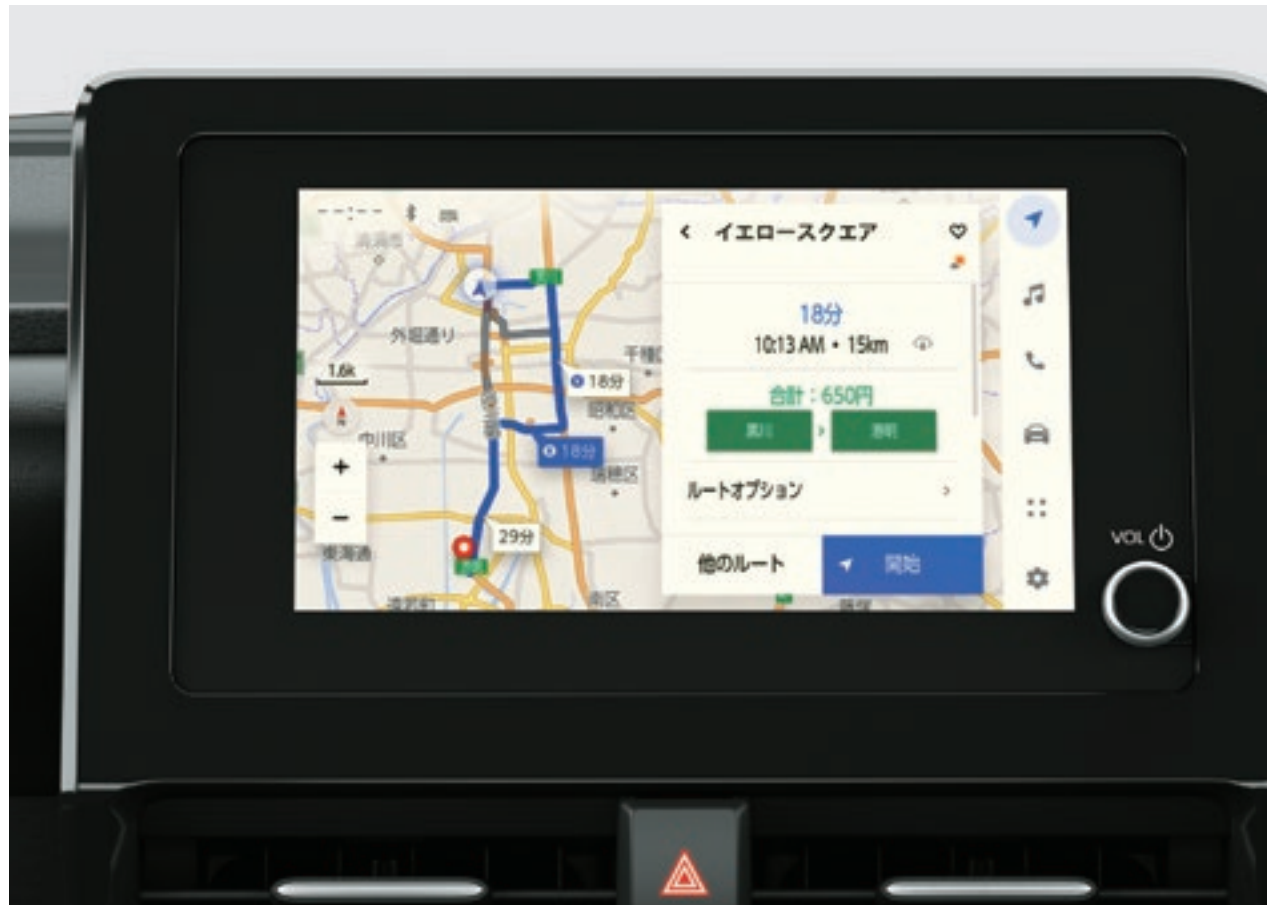 --:--
外堀通り
1.6k
N
中川区
+
−
東海通
千種区
18分
昭和区
18分
瑞穂区
29分
南区
イエロースクエア
18分
10:13 AM • 15km
合計：650円
黒川
ルートオプション
他のルート
開始
VOL